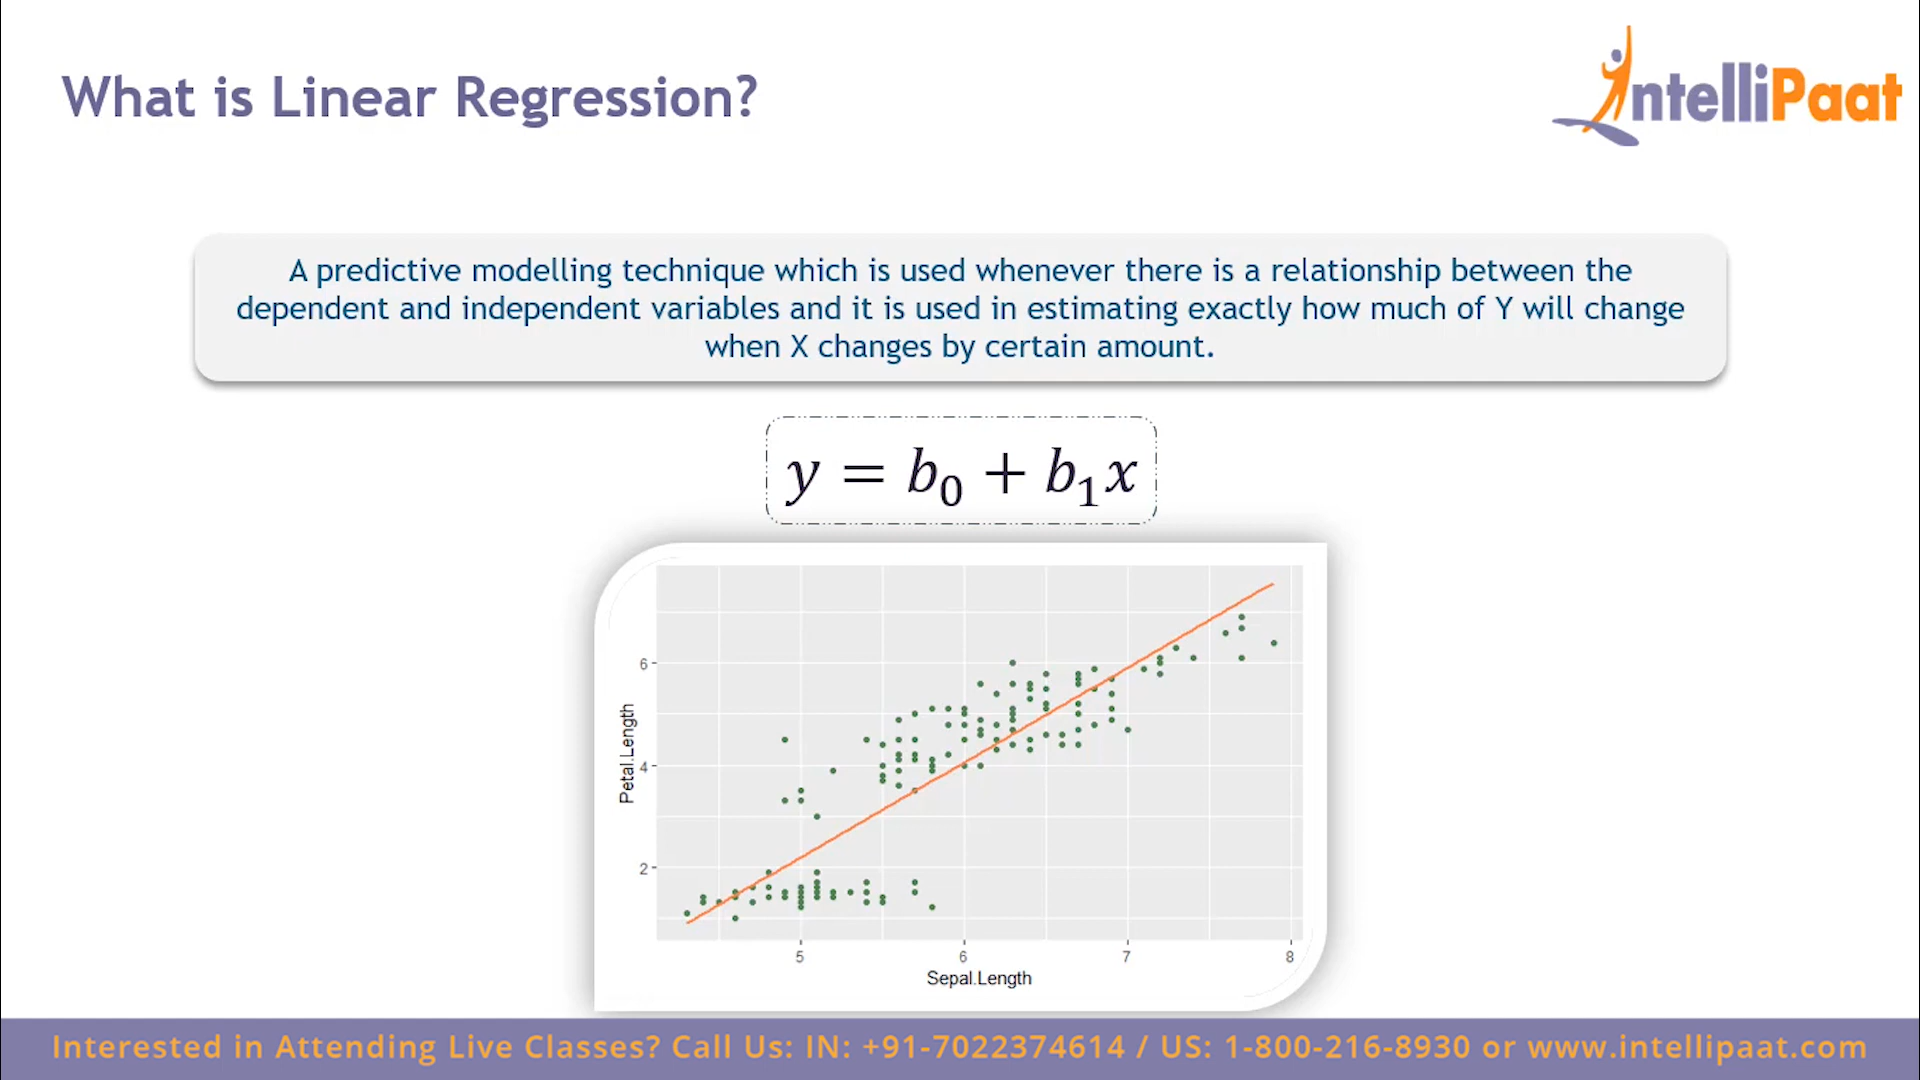 What is Linear Regression?
IntelliPaat
A predictive modelling technique which is used whenever there is a relationship between the
dependent and independent variables and it is used in estimating exactly how much of Y will change
when X changes by certain amount.
y = b₀ + b₁x
Petal.Length
6
4
2
5 6 7 8
Sepal.Length
Interested in Attending Live Classes? Call Us: IN: +91-7022374614 / US: 1-800-216-8930 or www.intellipaat.com